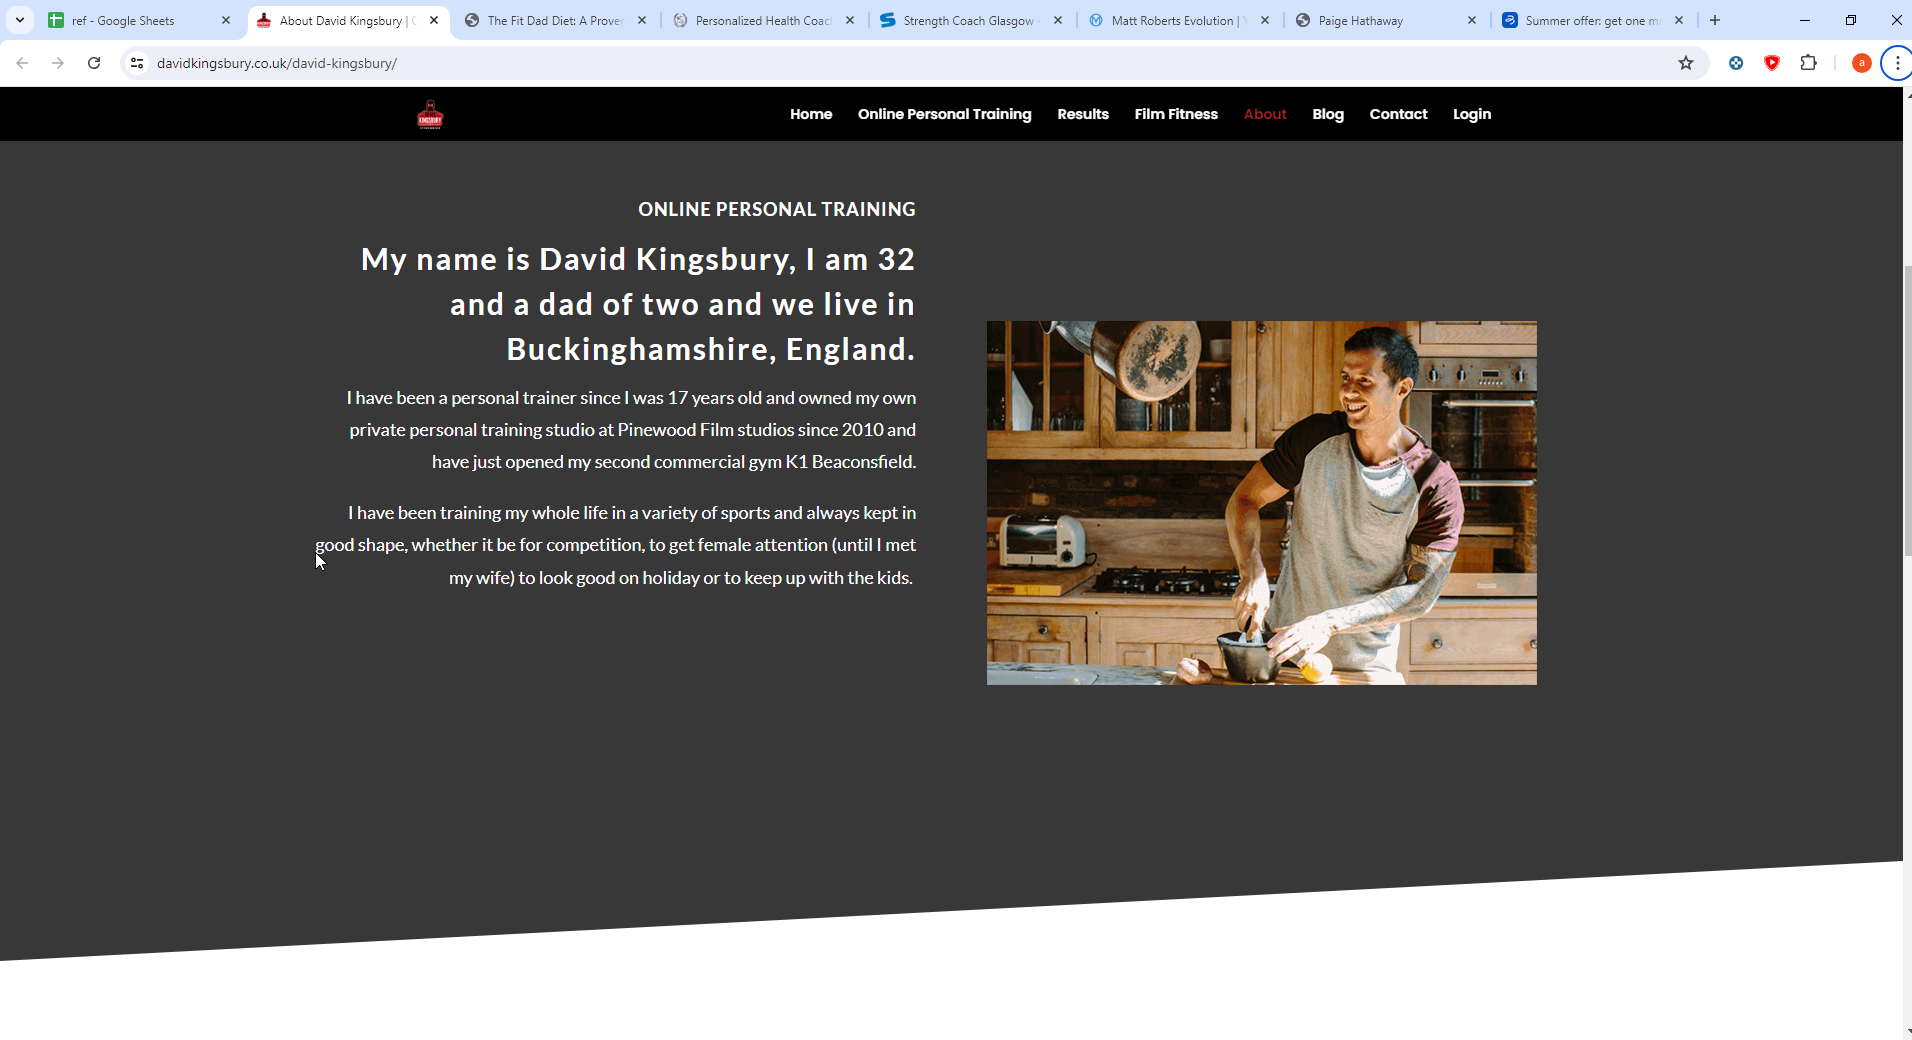 ref - Google Sheets
About David Kingsbury |
The Fit Dad Diet: A Prover
Personalized Health Coac
Strength Coach Glasgow
Matt Roberts Evolution |
Paige Hathaway
Summer offer: get one mo
davidkingsbury.co.uk/david-kingsbury/
a
KINGSBURY
Home
Online Personal Training
Results
Film Fitness
About
Blog
Contact
Login
ONLINE PERSONAL TRAINING
My name is David Kingsbury, I am 32
and a dad of two and we live in
Buckinghamshire, England.
I have been a personal trainer since I was 17 years old and owned my own
private personal training studio at Pinewood Film studios since 2010 and
have just opened my second commercial gym K1 Beaconsfield.
I have been training my whole life in a variety of sports and always kept in
good shape, whether it be for competition, to get female attention (until I met
my wife) to look good on holiday or to keep up with the kids.